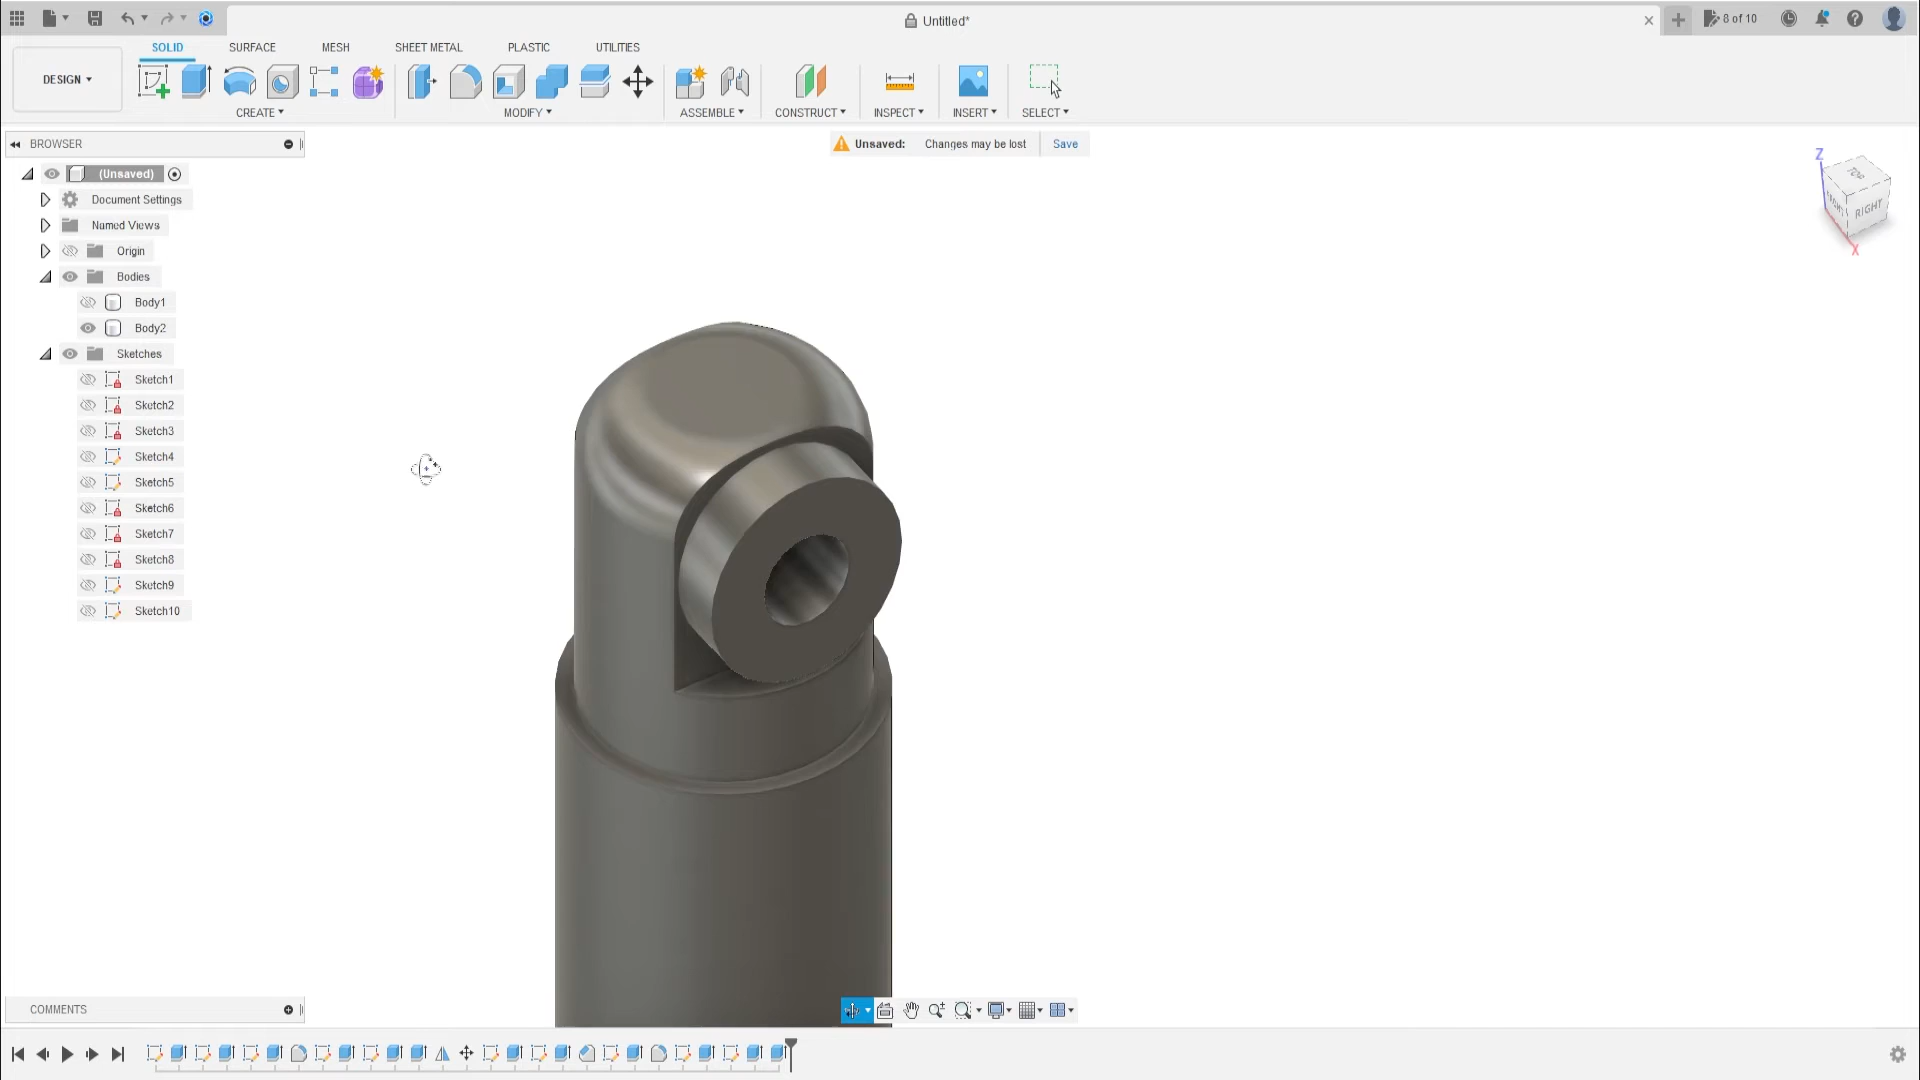 Untitled*
8 of 10
SOLID
SURFACE
MESH
SHEET METAL
PLASTIC
UTILITIES
DESIGN
CREATE
MODIFY
ASSEMBLE
CONSTRUCT
INSPECT
INSERT
SELECT
BROWSER
Unsaved: Changes may be lost Save
(Unsaved)
Document Settings
Named Views
Origin
Bodies
Body1
Body2
Sketches
Sketch1
Sketch2
Sketch3
Sketch4
Sketch5
Sketch6
Sketch7
Sketch8
Sketch9
Sketch10
Z
TOP
RIGHT
X
COMMENTS